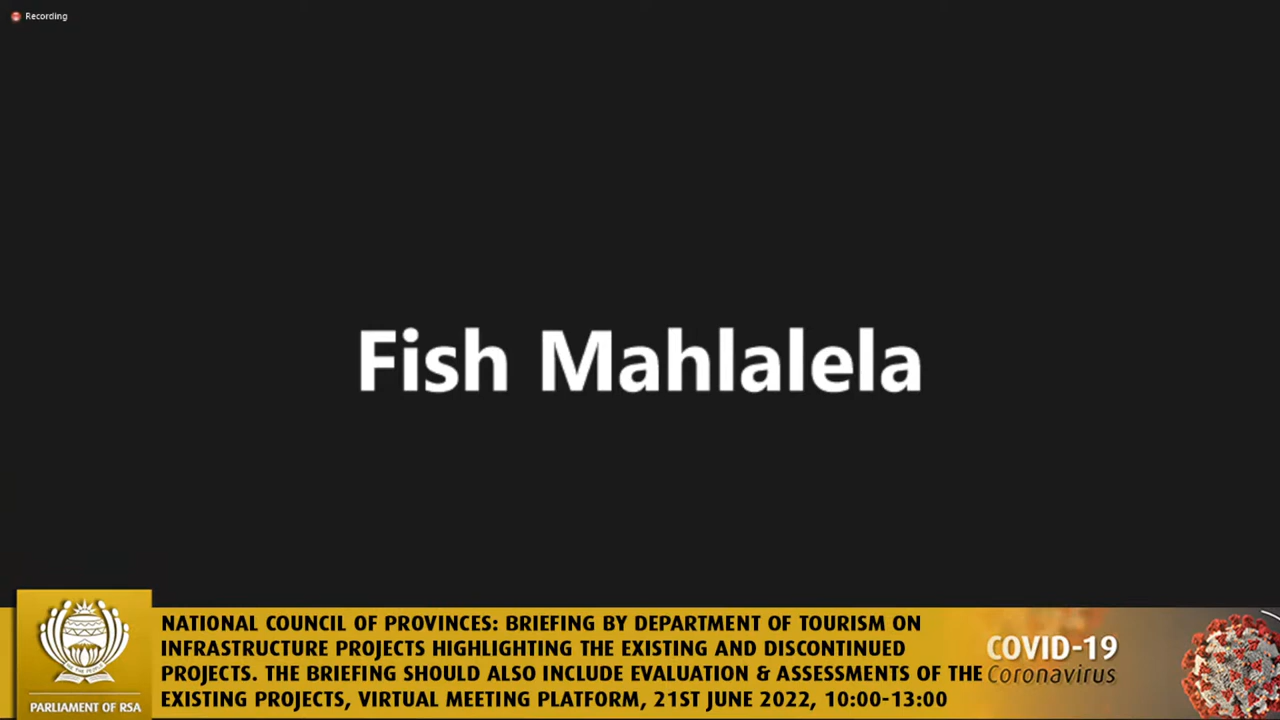 Recording
Fish Mahlalela
NATIONAL COUNCIL OF PROVINCES: BRIEFING BY DEPARTMENT OF TOURISM ON
INFRASTRUCTURE PROJECTS HIGHLIGHTING THE EXISTING AND DISCONTINUED
PROJECTS. THE BRIEFING SHOULD ALSO INCLUDE EVALUATION & ASSESSMENTS OF THE
EXISTING PROJECTS, VIRTUAL MEETING PLATFORM, 21ST JUNE 2022, 10:00-13:00
PARLIAMENT OF RSA
COVID-19
Coronavirus